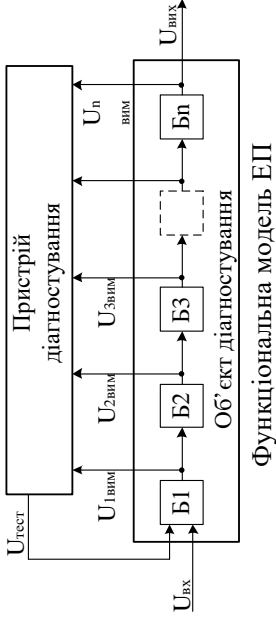 Пристрій
діагностування
Uтест
U1вим
U2вим
U3вим
Un
вим
Б1
Б2
Б3
Бn
Uвх
Uвих
Об’єкт діагностування
Функціональна модель ЕП